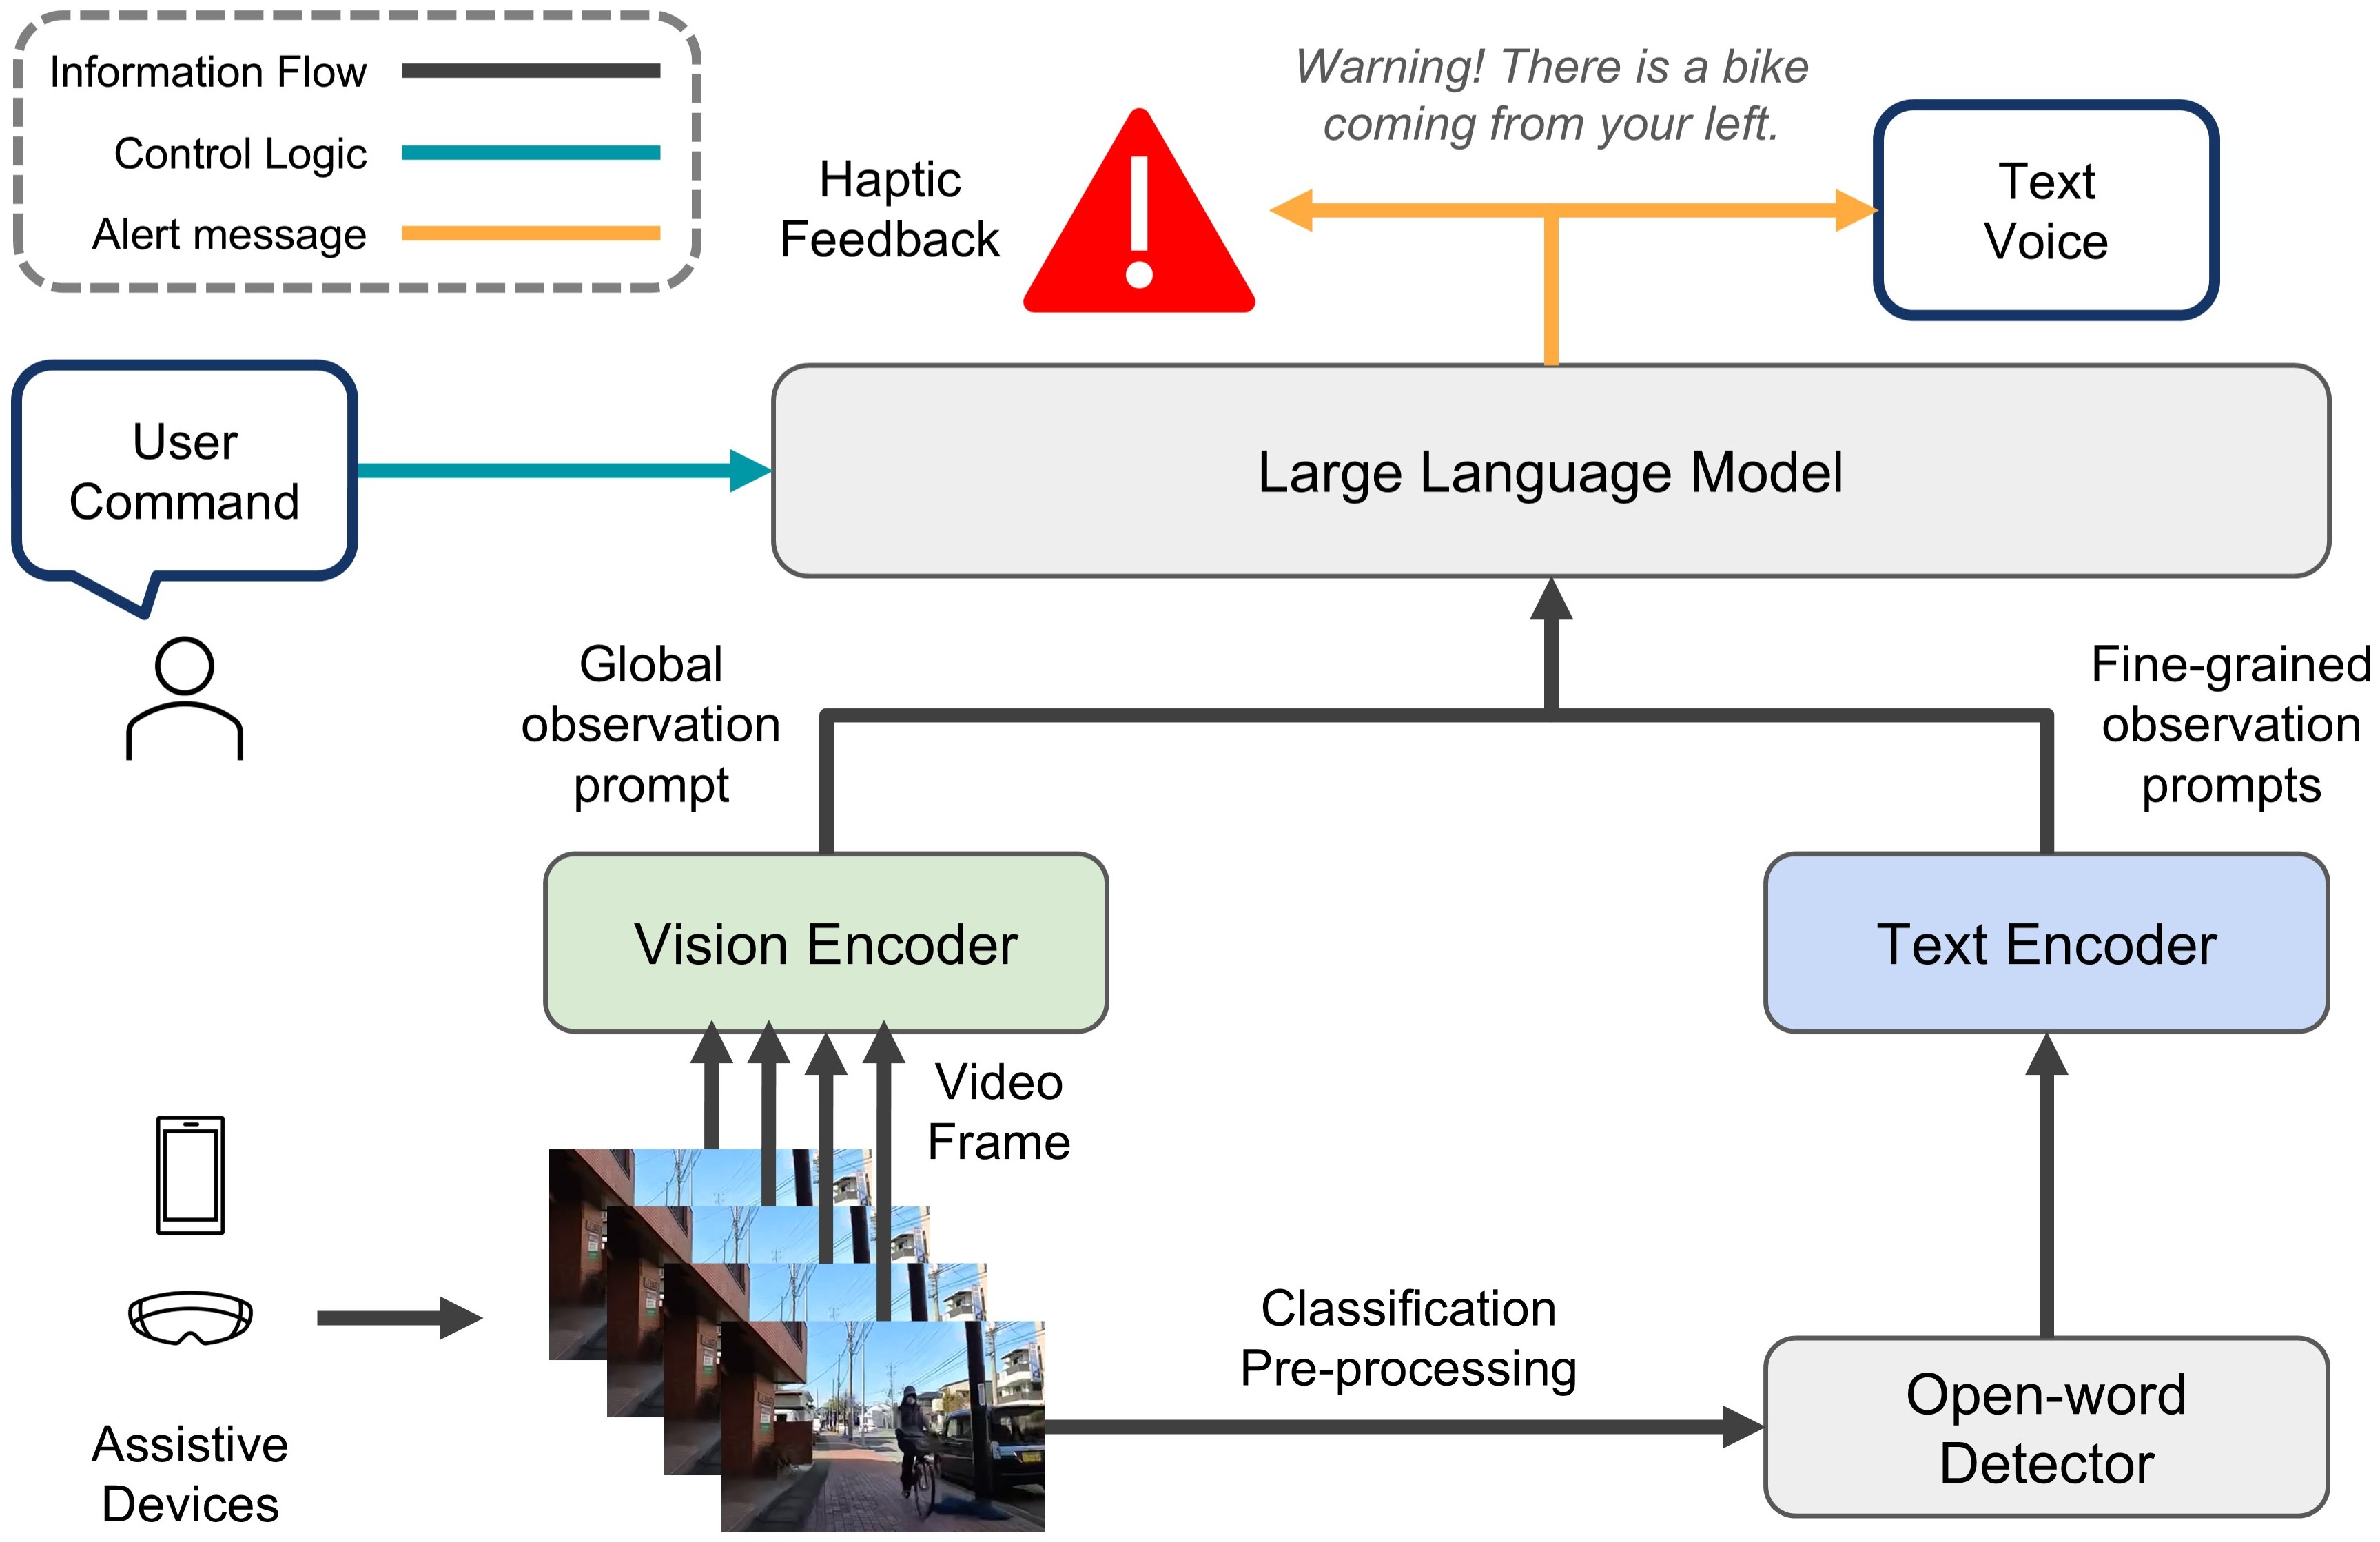 Information Flow
Control Logic
Alert message
Warning! There is a bike
coming from your left.
Haptic
Feedback
Text
Voice
User
Command
Large Language Model
Global
observation
prompt
Fine-grained
observation
prompts
Vision Encoder
Text Encoder
Video
Frame
Classification
Pre-processing
Open-word
Detector
Assistive
Devices